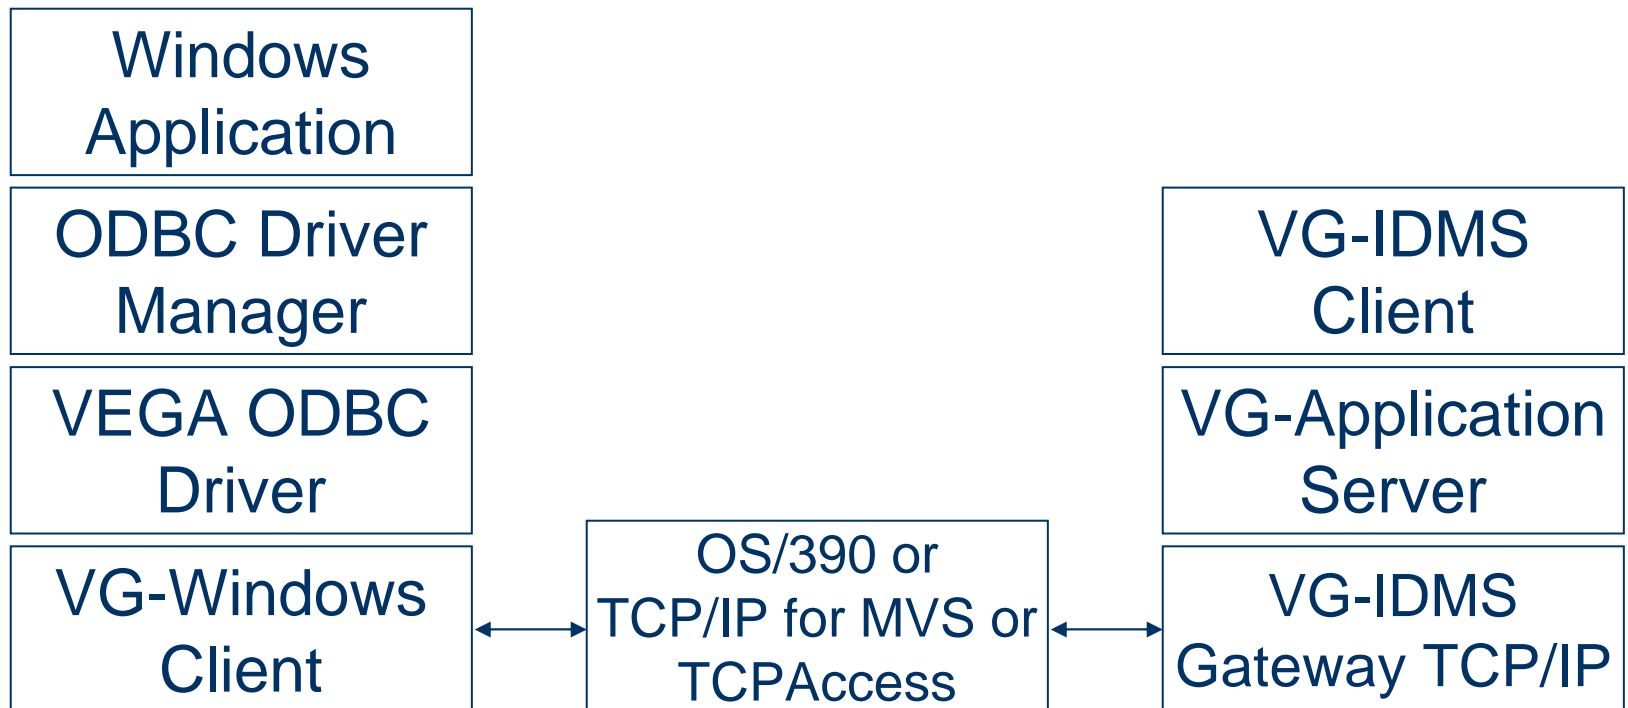 Windows
Application
ODBC Driver
Manager
VEGA ODBC
Driver
VG-Windows
Client
OS/390 or
TCP/IP for MVS or
TCPAccess
VG-IDMS
Client
VG-Application
Server
VG-IDMS
Gateway TCP/IP